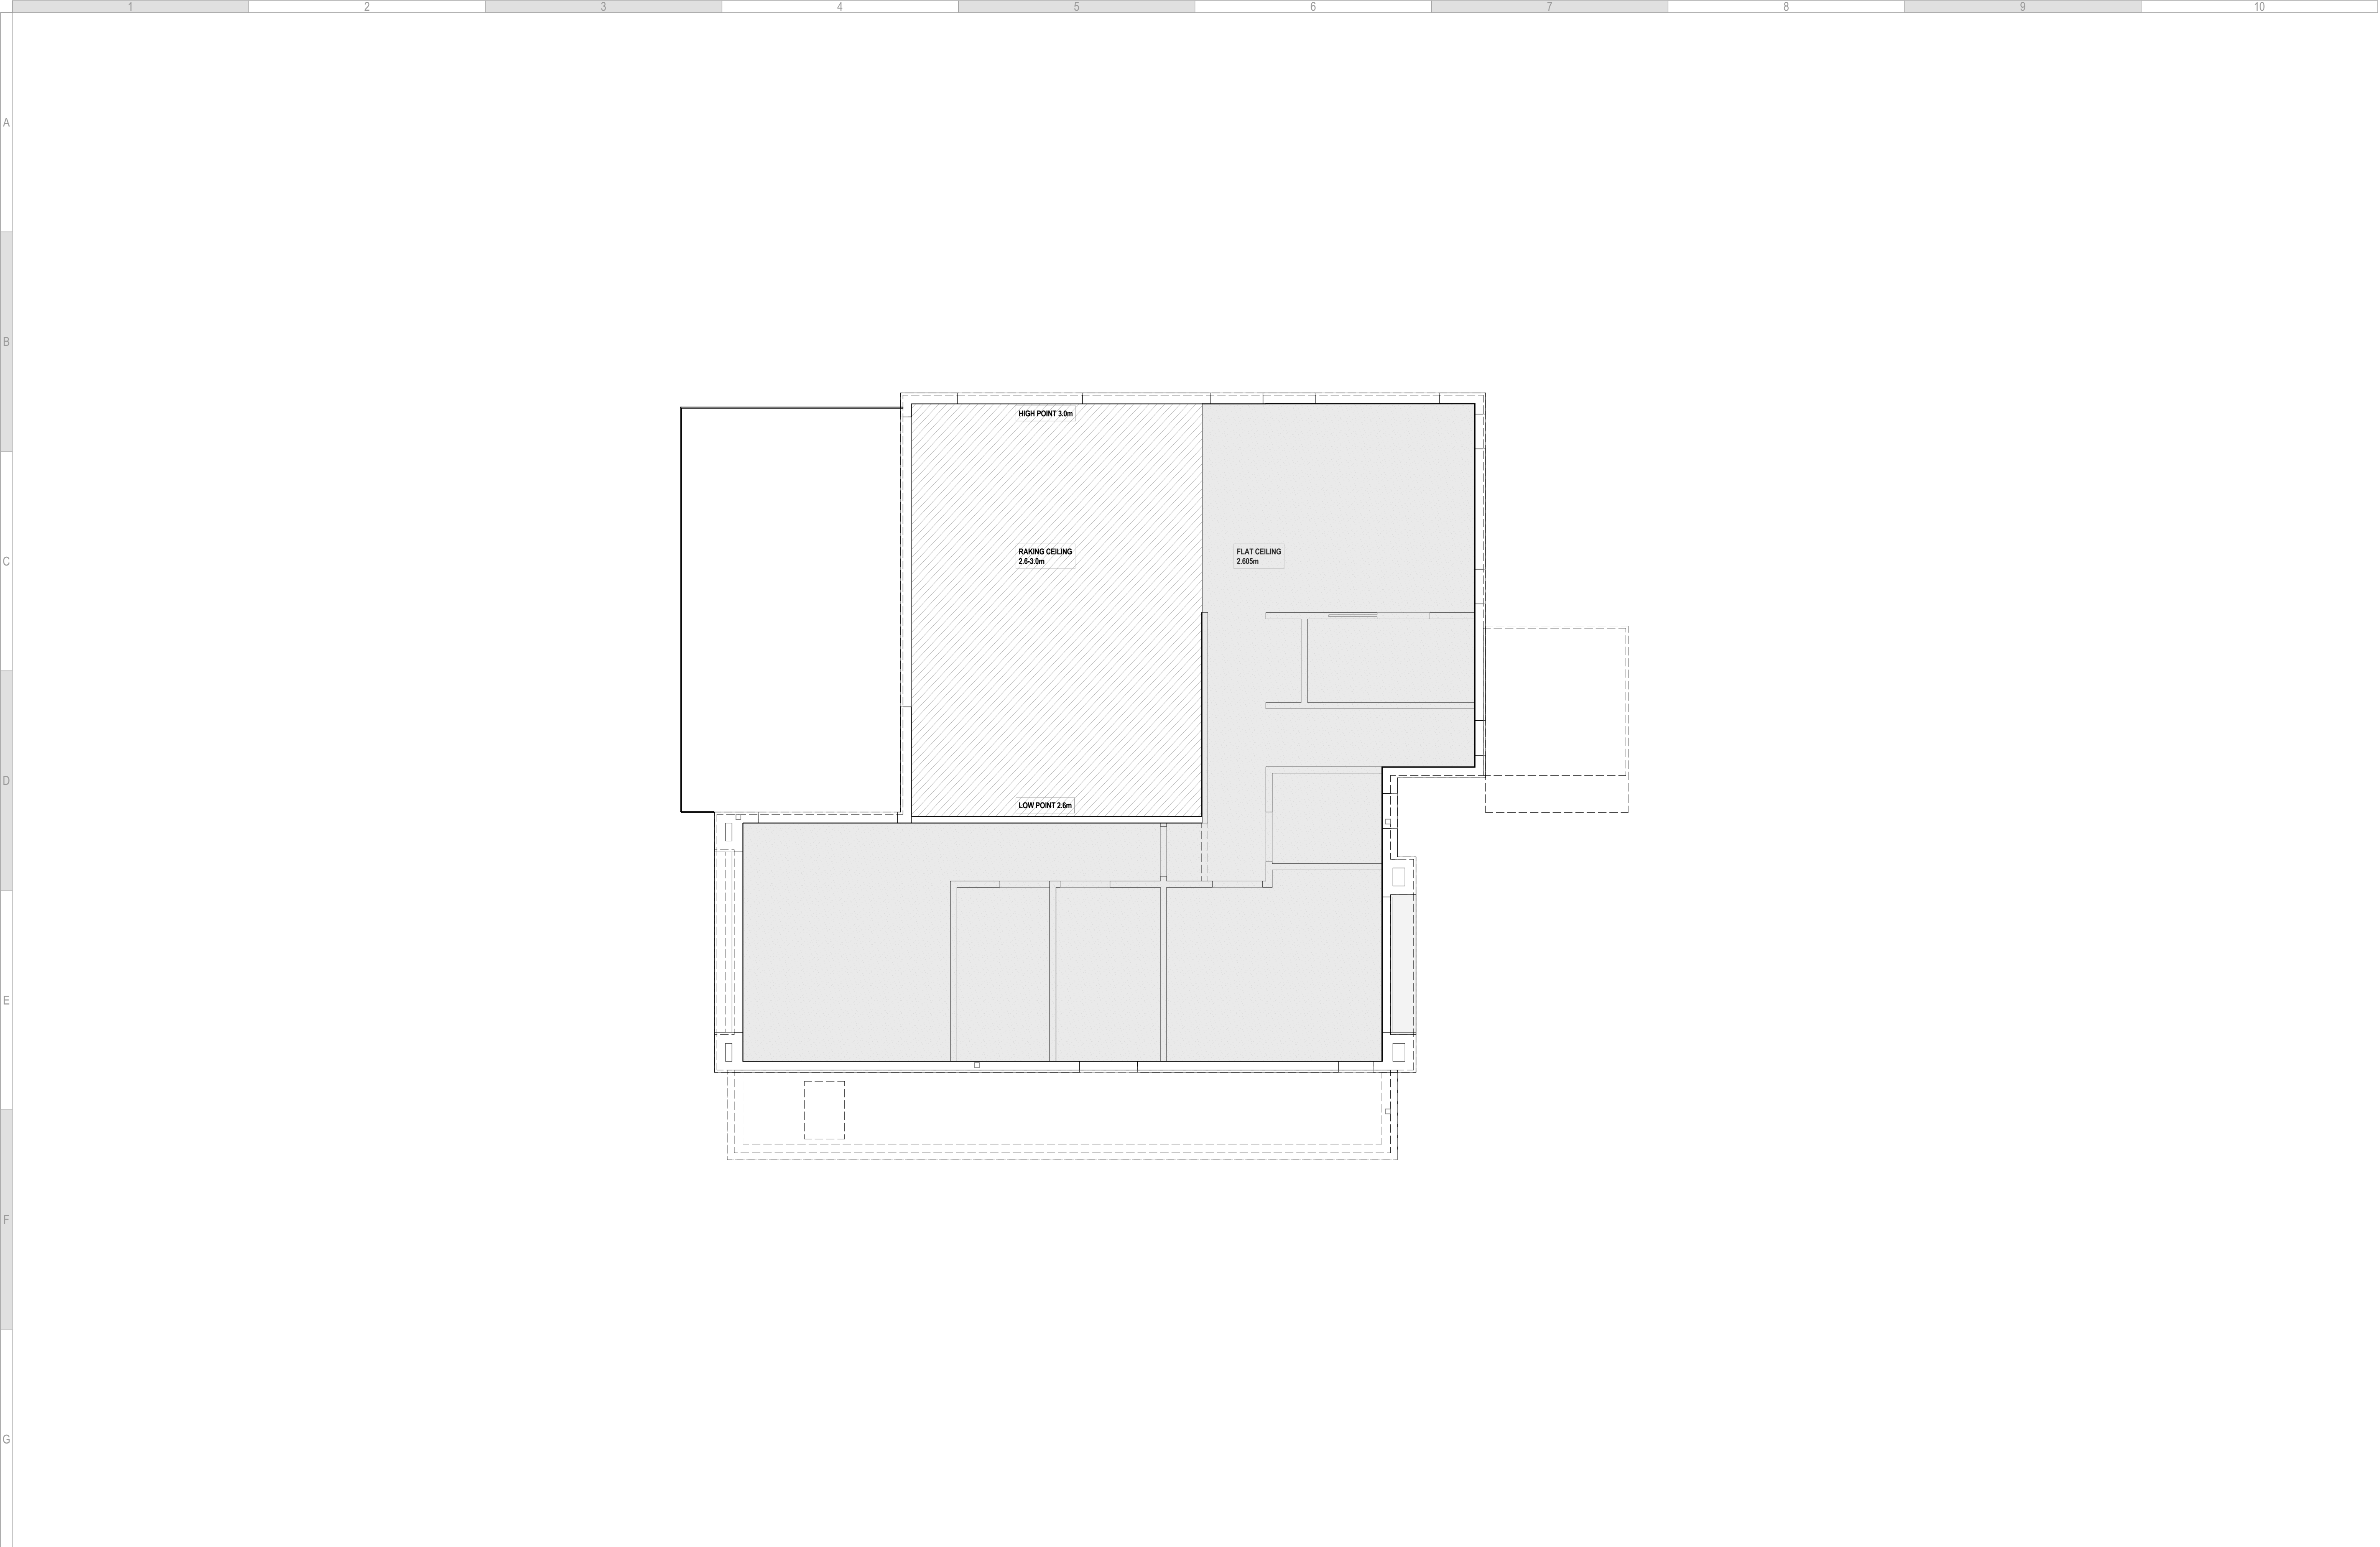 1 2 3 4 5 6 7 8 9 10
A
B
HIGH POINT 3.0m
C
RAKING CEILING
2.6-3.0m
FLAT CEILING
2.605m
D
LOW POINT 2.6m
E
F
G